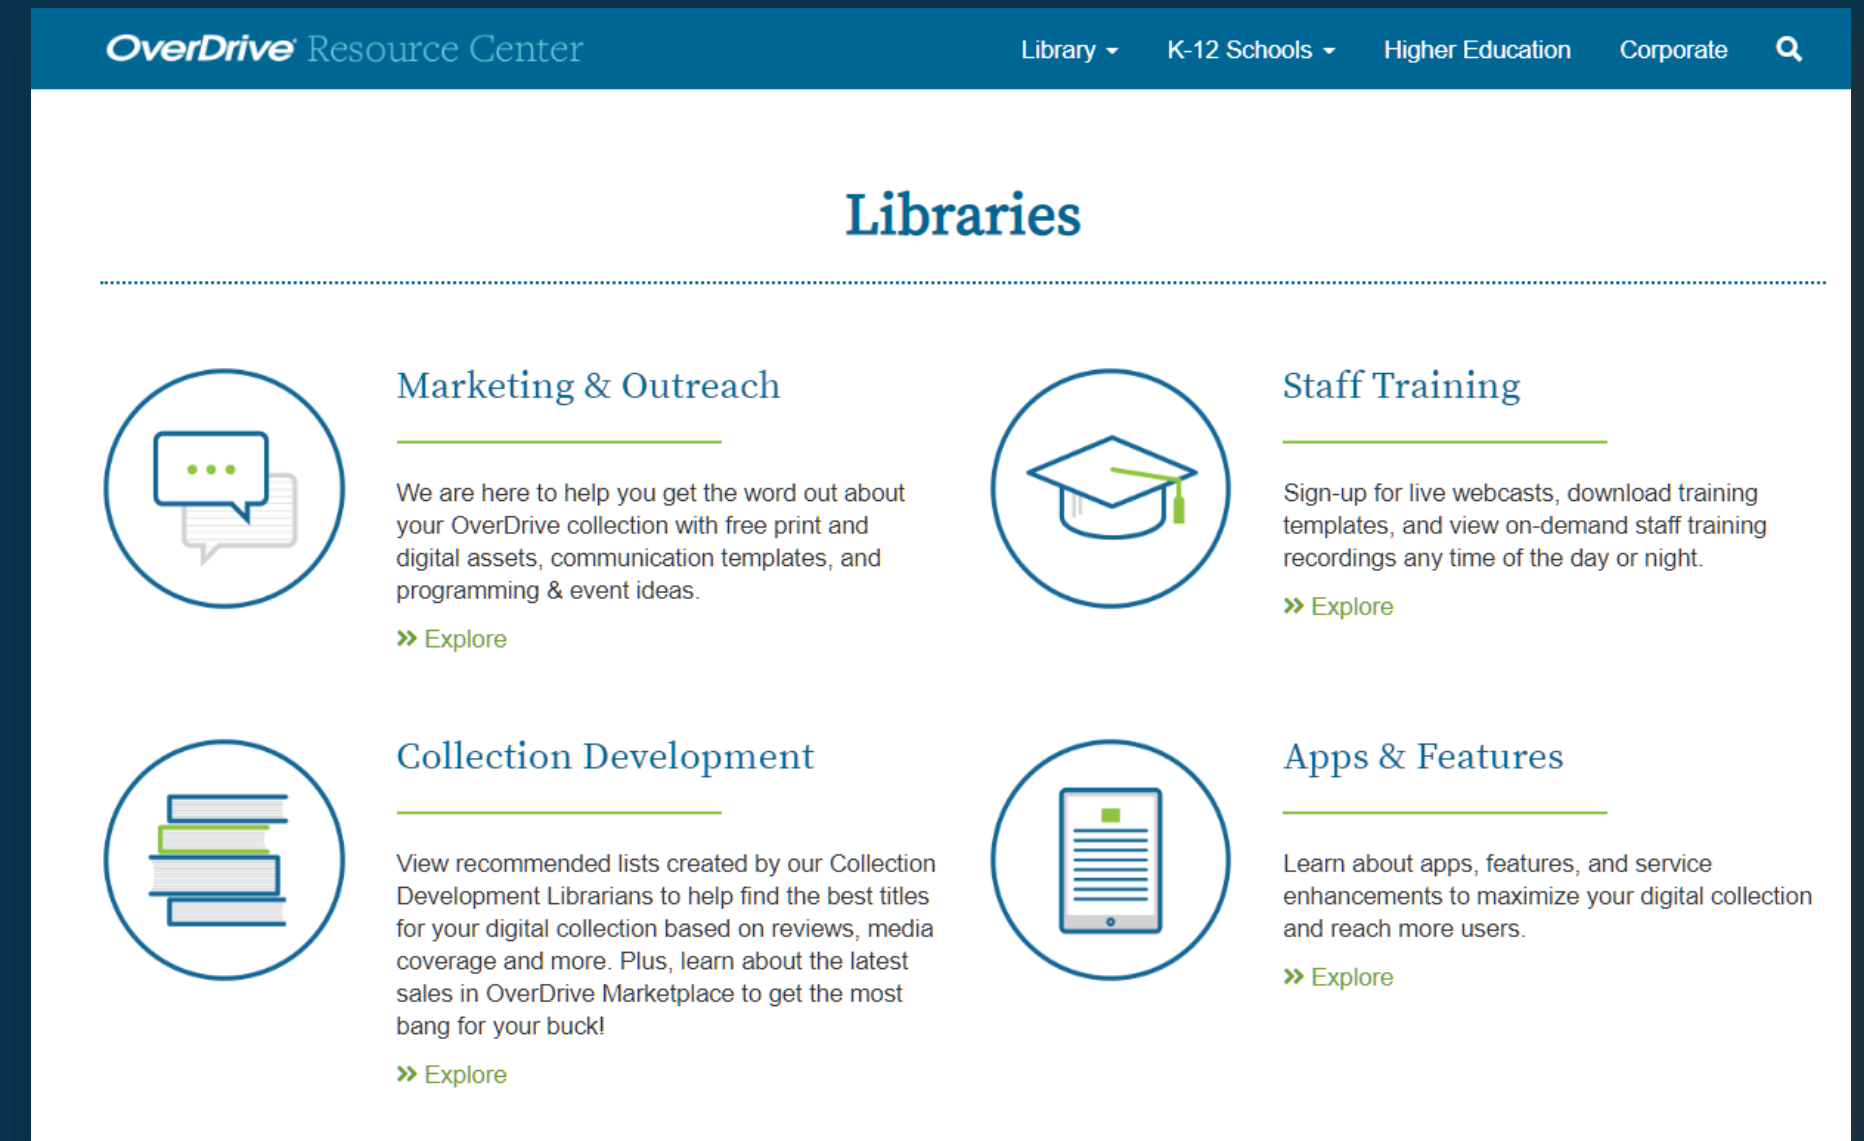 OverDrive Resource Center
Library
K-12 Schools
Higher Education
Corporate
Libraries
Marketing & Outreach
We are here to help you get the word out about
your OverDrive collection with free print and
digital assets, communication templates, and
programming & event ideas.
Explore
Staff Training
Sign-up for live webcasts, download training
templates, and view on-demand staff training
recordings any time of the day or night.
Explore
Collection Development
View recommended lists created by our Collection
Development Librarians to help find the best titles
for your digital collection based on reviews, media
coverage and more. Plus, learn about the latest
sales in OverDrive Marketplace to get the most
bang for your buck!
Explore
Apps & Features
Learn about apps, features, and service
enhancements to maximize your digital collection
and reach more users.
Explore